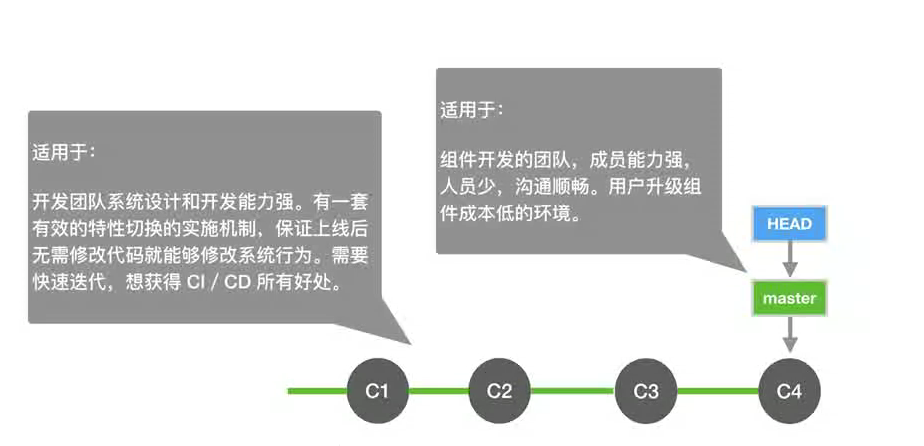 适用于：
组件开发的团队，成员能力强，
人员少，沟通顺畅。用户升级组
件成本低的环境。
适用于：
开发团队系统设计和开发能力强。有一套
有效的特性切换的实施机制，保证上线后
无需修改代码就能够修改系统行为。需要
快速迭代，想获得 CI / CD 所有好处。
HEAD
master
C1
C2
C3
C4